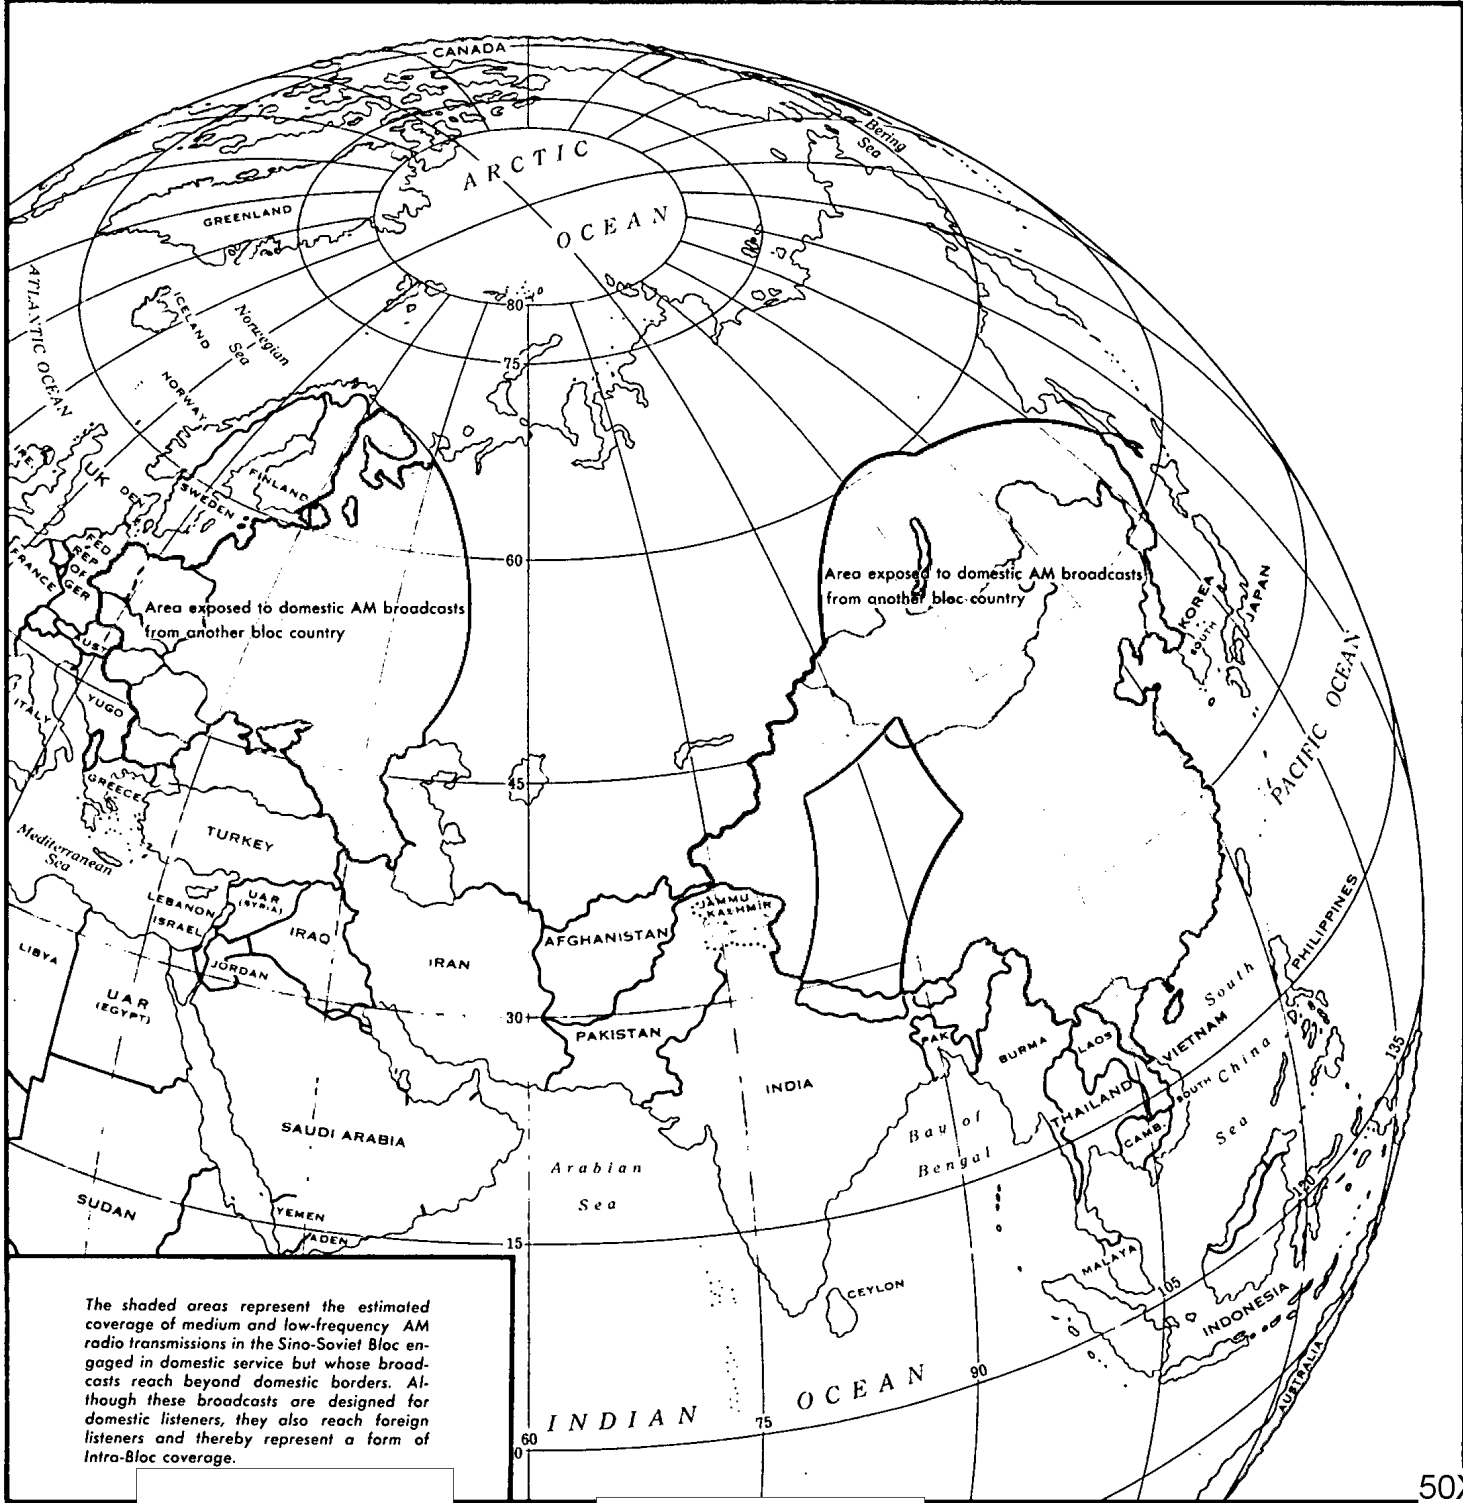 CANADA
Bering
Sea
ARCTIC
OCEAN
GREENLAND
ATLANTIC OCEAN
ICELAND
Norwegian
Sea
80
75
NORWAY
IRE.
UK
DEN
FINLAND
SWEDEN
60
FED
REP
OF
GER
FRANCE
Area exposed to domestic AM broadcasts
from another bloc country
Area exposed to domestic AM broadcasts
from another bloc country
KOREA
SOUTH
JAPAN
AUST
YUGO
ITALY
PACIFIC OCEAN
45
GREECE
TURKEY
Mediterranean
Sea
LEBANON
ISRAEL
UAR
(SYRIA)
IRAQ
JORDAN
JAMMU
KASHMIR
AFGHANISTAN
IRAN
LIBYA
UAR
(EGYPT)
30
PAKISTAN
PAK
BURMA
LAOS
VIETNAM
South
China
Sea
PHILIPPINES
135
INDIA
THAILAND
SOUTH
CAMB.
Bay of
Bengal
SAUDI ARABIA
Arabian
Sea
SUDAN
YEMEN
ADEN
15
120
MALAYA
105
CEYLON
INDONESIA
AUSTRALIA
90
INDIAN OCEAN
75
60
0
The shaded areas represent the estimated
coverage of medium and low-frequency AM
radio transmissions in the Sino-Soviet Bloc en-
gaged in domestic service but whose broad-
casts reach beyond domestic borders. Al-
though these broadcasts are designed for
domestic listeners, they also reach foreign
listeners and thereby represent a form of
Intra-Bloc coverage.
50X